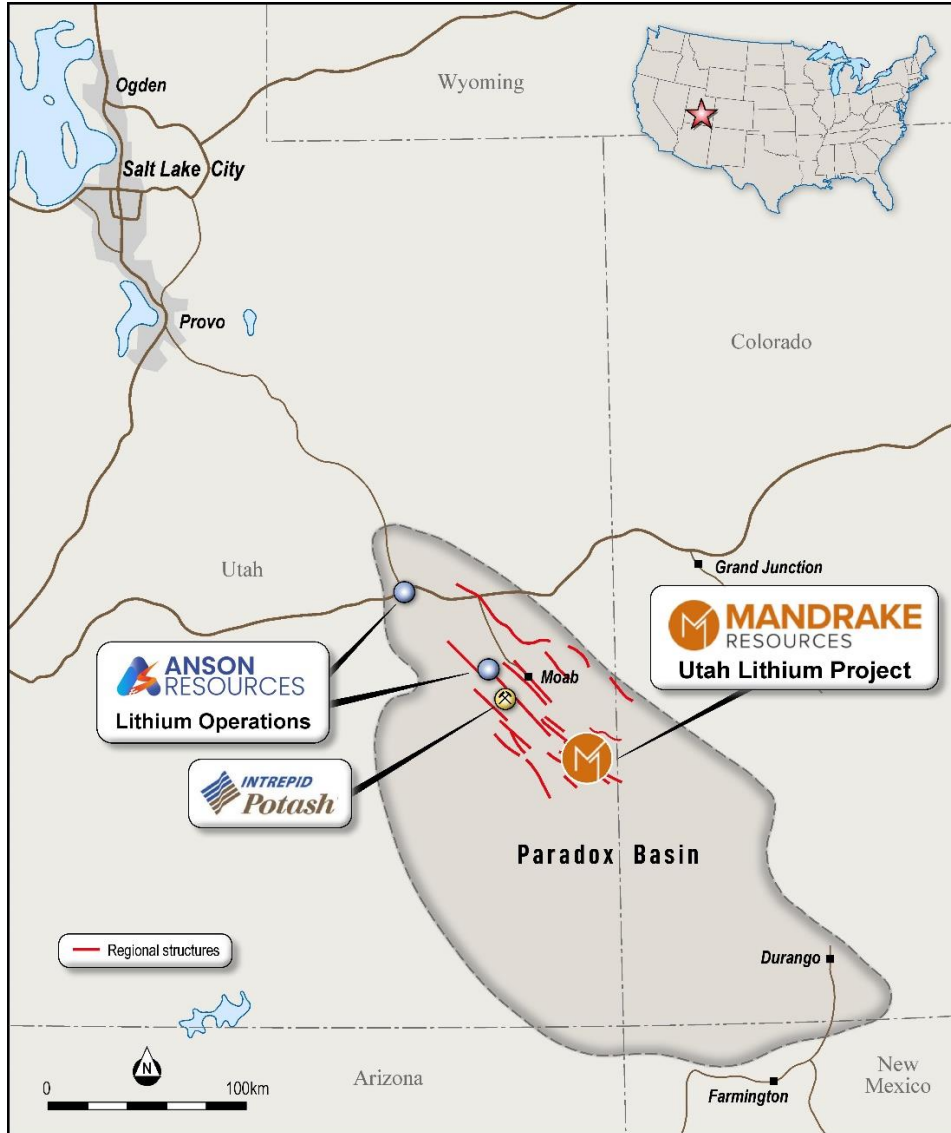 Ogden
Wyoming
Salt Lake City
Provo
Colorado
Utah
Grand Junction
MANDRAKE
RESOURCES
Utah Lithium Project
ANSON
RESOURCES
Lithium Operations
Moab
INTREPID
Potash
Paradox Basin
Regional structures
Durango
N
0 100km
Arizona
New
Mexico
Farmington